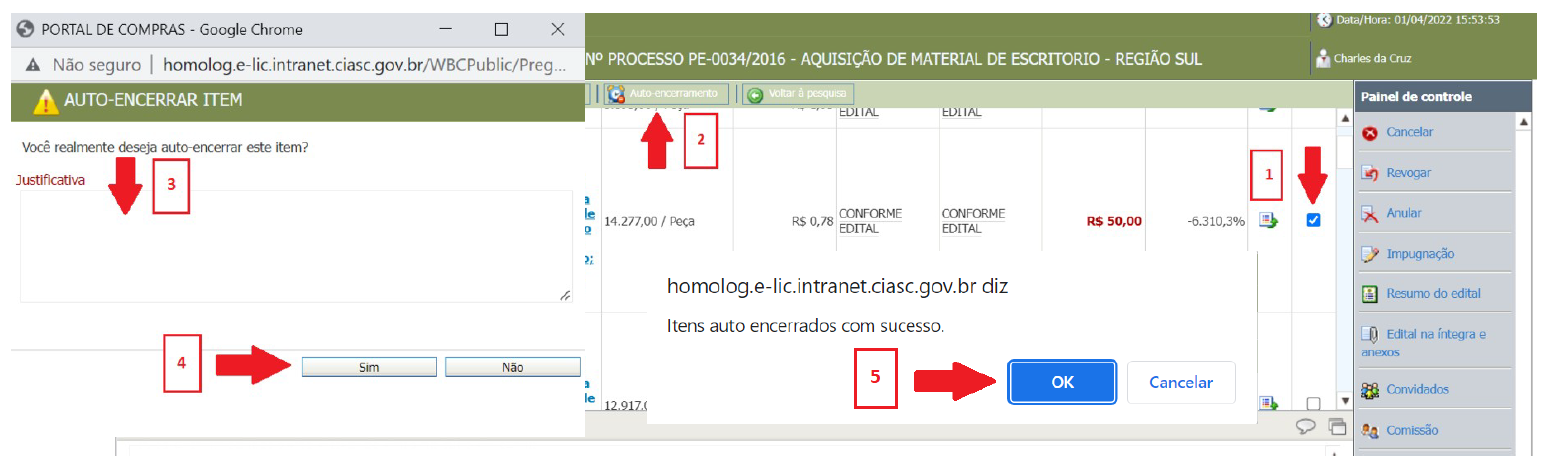 PORTAL DE COMPRAS - Google Chrome
Não seguro | homolog.e-lic.intranet.ciasc.gov.br/WBCPublic/Preg...
AUTO-ENCERRAR ITEM
Você realmente deseja auto-encerrar este item?
Justificativa
3
4
Sim
Não
Data/Hora: 01/04/2022 15:53:53
Nº PROCESSO PE-0034/2016 - AQUISIÇÃO DE MATERIAL DE ESCRITORIO - REGIÃO SUL
Charles da Cruz
Auto-encerramento
Voltar á pesquisa
EDITAL
EDITAL
2
1
a
le
o
14.277,00 / Peça
R$ 0,78
CONFORME
EDITAL
CONFORME
EDITAL
R$ 50,00
-6.310,3%
o;
homolog.e-lic.intranet.ciasc.gov.br diz
Itens auto encerrados com sucesso.
5
OK
Cancelar
a
le
12.917,0
Painel de controle
Cancelar
Revogar
Anular
Impugnação
Resumo do edital
Edital na íntegra e
anexos
Convidados
Comissão